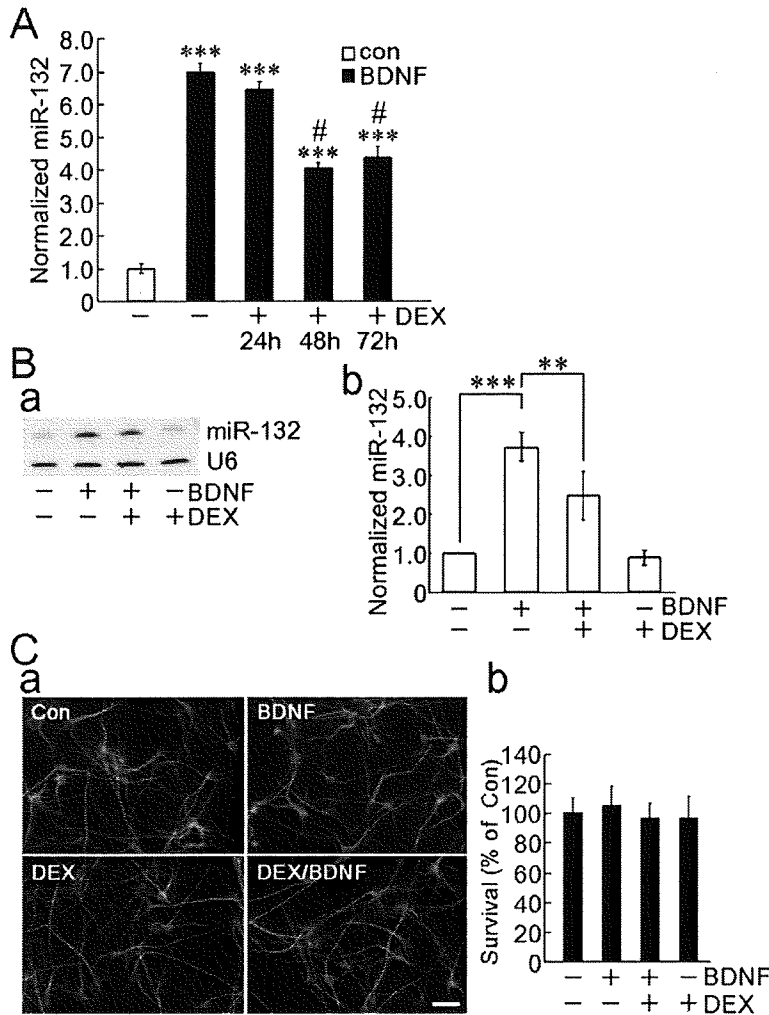 A
Normalized miR-132
8.0
7.0
6.0
5.0
4.0
3.0
2.0
1.0
0
con
BDNF
***
***
#
***
#
***
− − + + + DEX
24h 48h 72h
B
a
miR-132
U6
− + + − BDNF
− − + + DEX
b
Normalized miR-132
5.0
4.0
3.0
2.0
1.0
0
*** **
− + + − BDNF
− − + + DEX
C
a
Con
BDNF
DEX
DEX/BDNF
b
Survival (% of Con)
140
120
100
80
60
40
20
0
− + + − BDNF
− − + + DEX